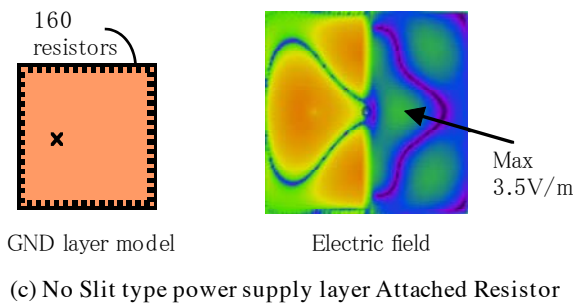 160
resistors
Max
3.5V/m
GND layer model
Electric field
(c) No Slit type power supply layer Attached Resistor